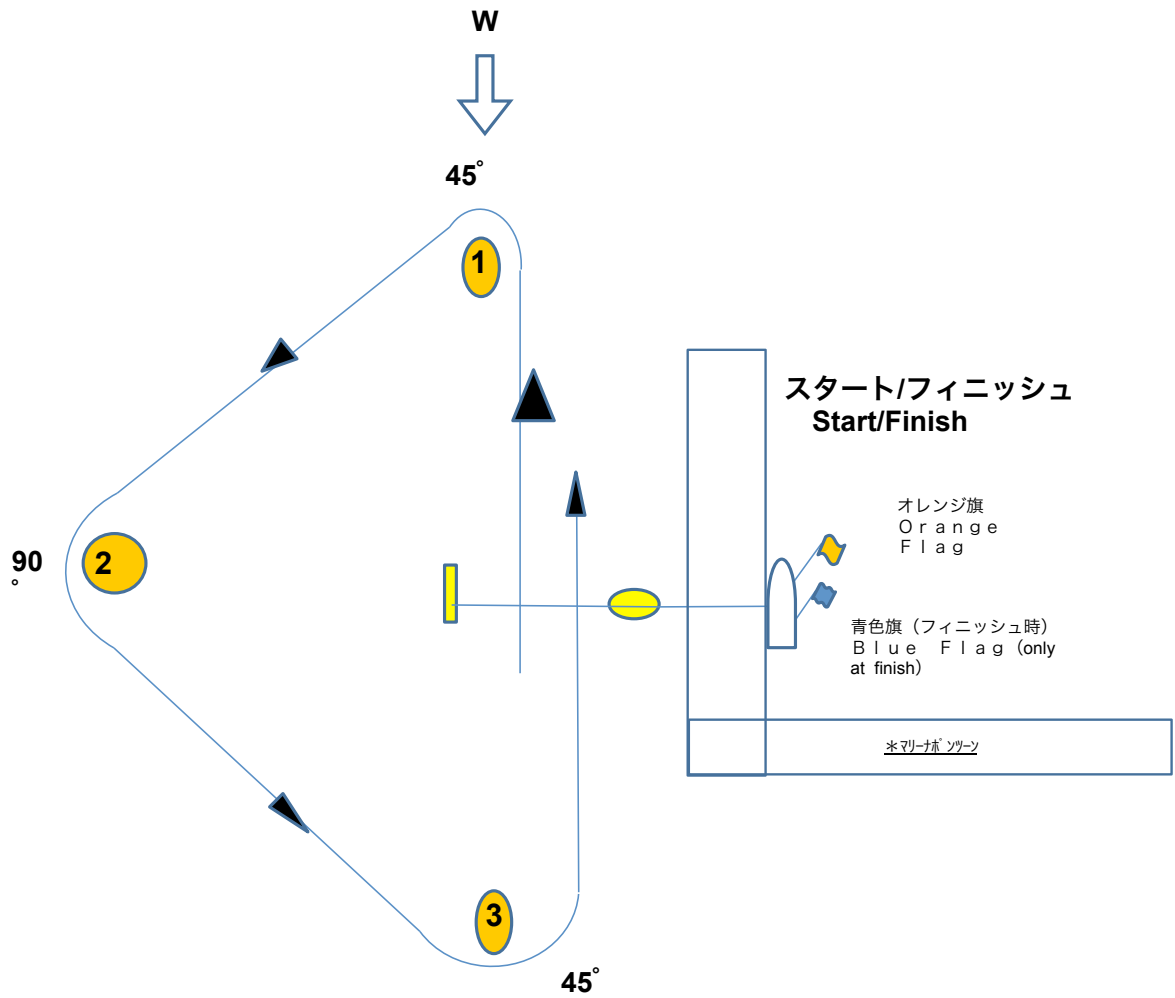 W
45°
1
スタート/フィニッシュ
Start/Finish
オレンジ旗
Ｏｒａｎｇｅ
Ｆｌａｇ
2
90
°
青色旗（フィニッシュ時）
Ｂｌｕｅ　Ｆｌａｇ（only
at finish）
＊ﾏﾘｰﾅﾎﾟﾝﾂｰﾝ
3
45°